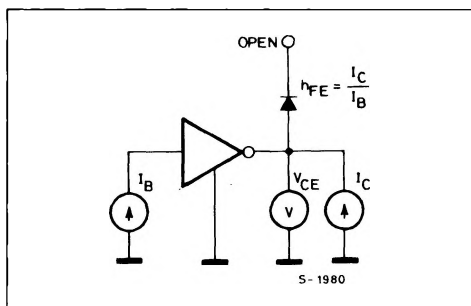 OPEN
hFE = IC
IB
IB
VCE
IC
V
S-1980